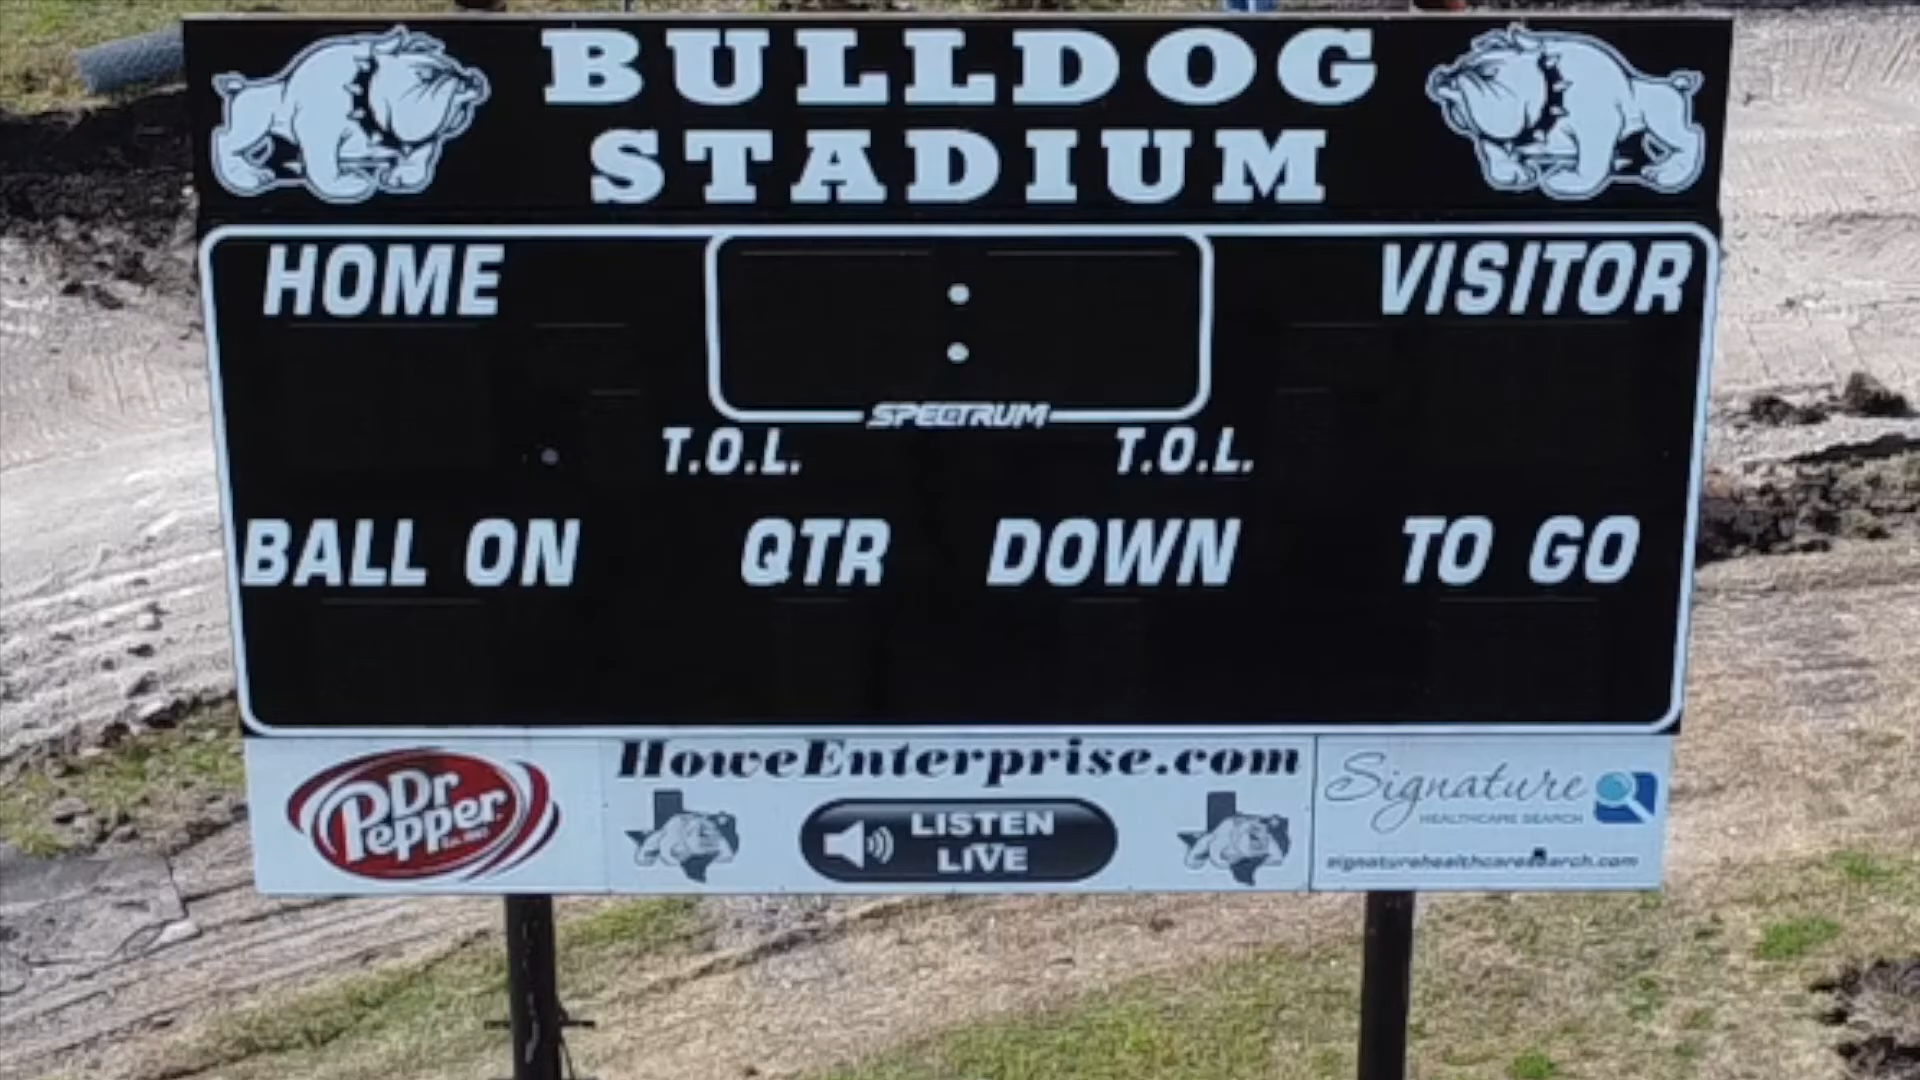 BULLDOG
STADIUM
HOME
:
VISITOR
SPECTRUM
T.O.L. T.O.L.
BALL ON QTR DOWN TO GO
Dr
Pepper
HoweEnterprise.com
LISTEN
LIVE
Signature
HEALTHCARE SEARCH
signaturehealthcaresearch.com